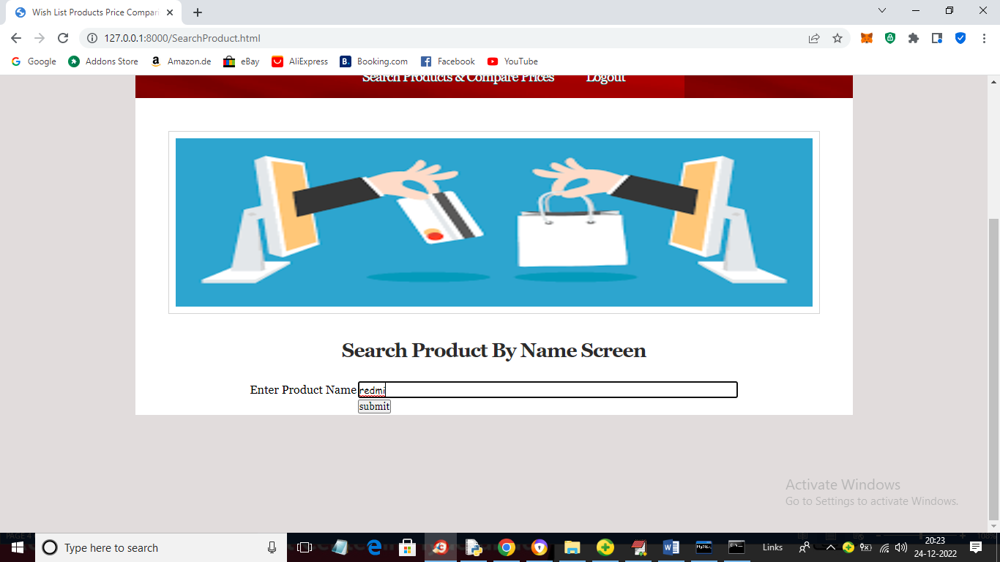 Wish List Products Price Compari
127.0.0.1:8000/SearchProduct.html
Google Addons Store Amazon.de eBay AliExpress Booking.com Facebook YouTube
Search Products & Compare Prices Logout
Search Product By Name Screen
Enter Product Name redmi
submit
Activate Windows
Go to Settings to activate Windows.
Type here to search
Links
20:23
24-12-2022